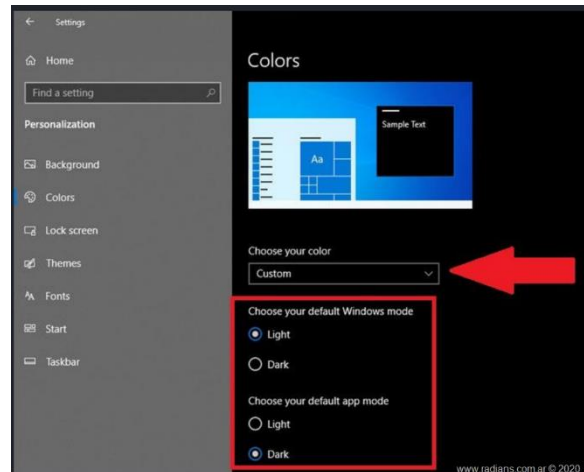 Settings
Home
Find a setting
Personalization
Background
Colors
Lock screen
Themes
Fonts
Start
Taskbar
Colors
Sample Text
Aa
Choose your color
Custom
Choose your default Windows mode
Light
Dark
Choose your default app mode
Light
Dark
www.radians.com.ar © 2020